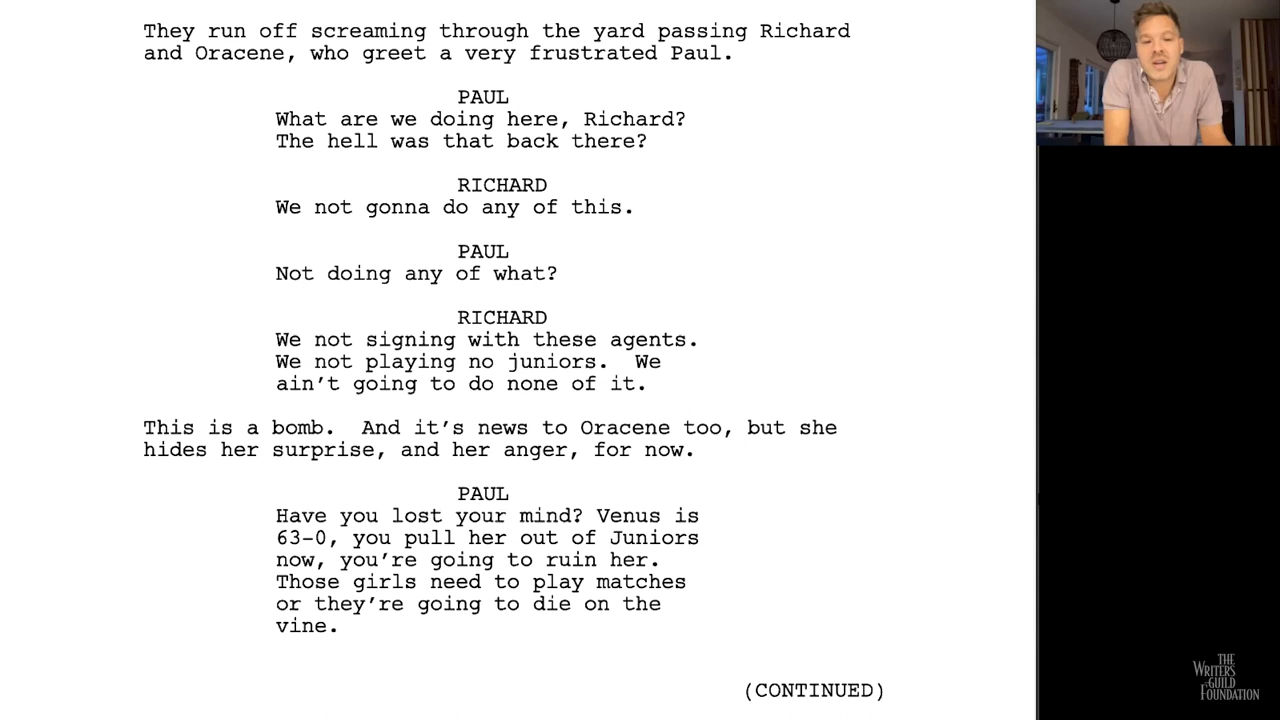 They run off screaming through the yard passing Richard
and Oracene, who greet a very frustrated Paul.
PAUL
What are we doing here, Richard?
The hell was that back there?
RICHARD
We not gonna do any of this.
PAUL
Not doing any of what?
RICHARD
We not signing with these agents.
We not playing no juniors.  We
ain't going to do none of it.
This is a bomb.  And it's news to Oracene too, but she
hides her surprise, and her anger, for now.
PAUL
Have you lost your mind? Venus is
63-0, you pull her out of Juniors
now, you're going to ruin her.
Those girls need to play matches
or they're going to die on the
vine.
(CONTINUED)
THE
WRITERS
GUILD
FOUNDATION